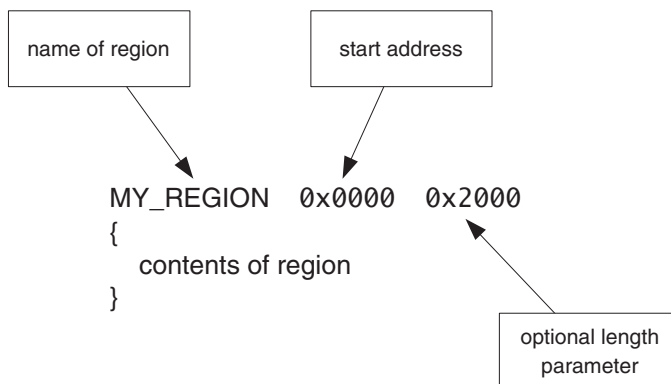 name of region
start address
MY_REGION 0x0000 0x2000
{
contents of region
}
optional length
parameter